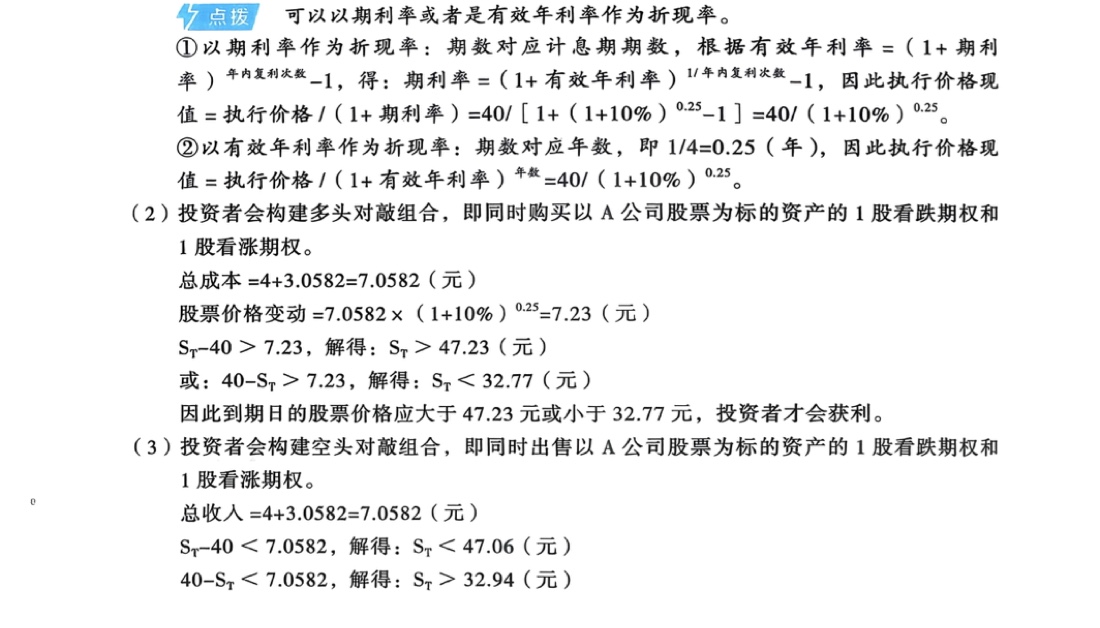 点拨 可以以期利率或者是有效年利率作为折现率。
①以期利率作为折现率：期数对应计息期期数，根据有效年利率 =（1+ 期利
率）年内复利次数–1，得：期利率 =（1+ 有效年利率）1/ 年内复利次数–1，因此执行价格现
值 = 执行价格 /（1+ 期利率）=40/［1+（1+10%）0.25–1］=40/（1+10%）0.25。
②以有效年利率作为折现率：期数对应年数，即 1/4=0.25（年），因此执行价格现
值 = 执行价格 /（1+ 有效年利率）年数=40/（1+10%）0.25。
（2）投资者会构建多头对敲组合，即同时购买以 A 公司股票为标的资产的 1 股看跌期权和
1 股看涨期权。
总成本 =4+3.0582=7.0582（元）
股票价格变动 =7.0582×（1+10%）0.25=7.23（元）
ST–40 ＞ 7.23，解得：ST ＞ 47.23（元）
或：40–ST ＞ 7.23，解得：ST ＜ 32.77（元）
因此到期日的股票价格应大于 47.23 元或小于 32.77 元，投资者才会获利。
（3）投资者会构建空头对敲组合，即同时出售以 A 公司股票为标的资产的 1 股看跌期权和
1 股看涨期权。
总收入 =4+3.0582=7.0582（元）
ST–40 ＜ 7.0582，解得：ST ＜ 47.06（元）
40–ST ＜ 7.0582，解得：ST ＞ 32.94（元）